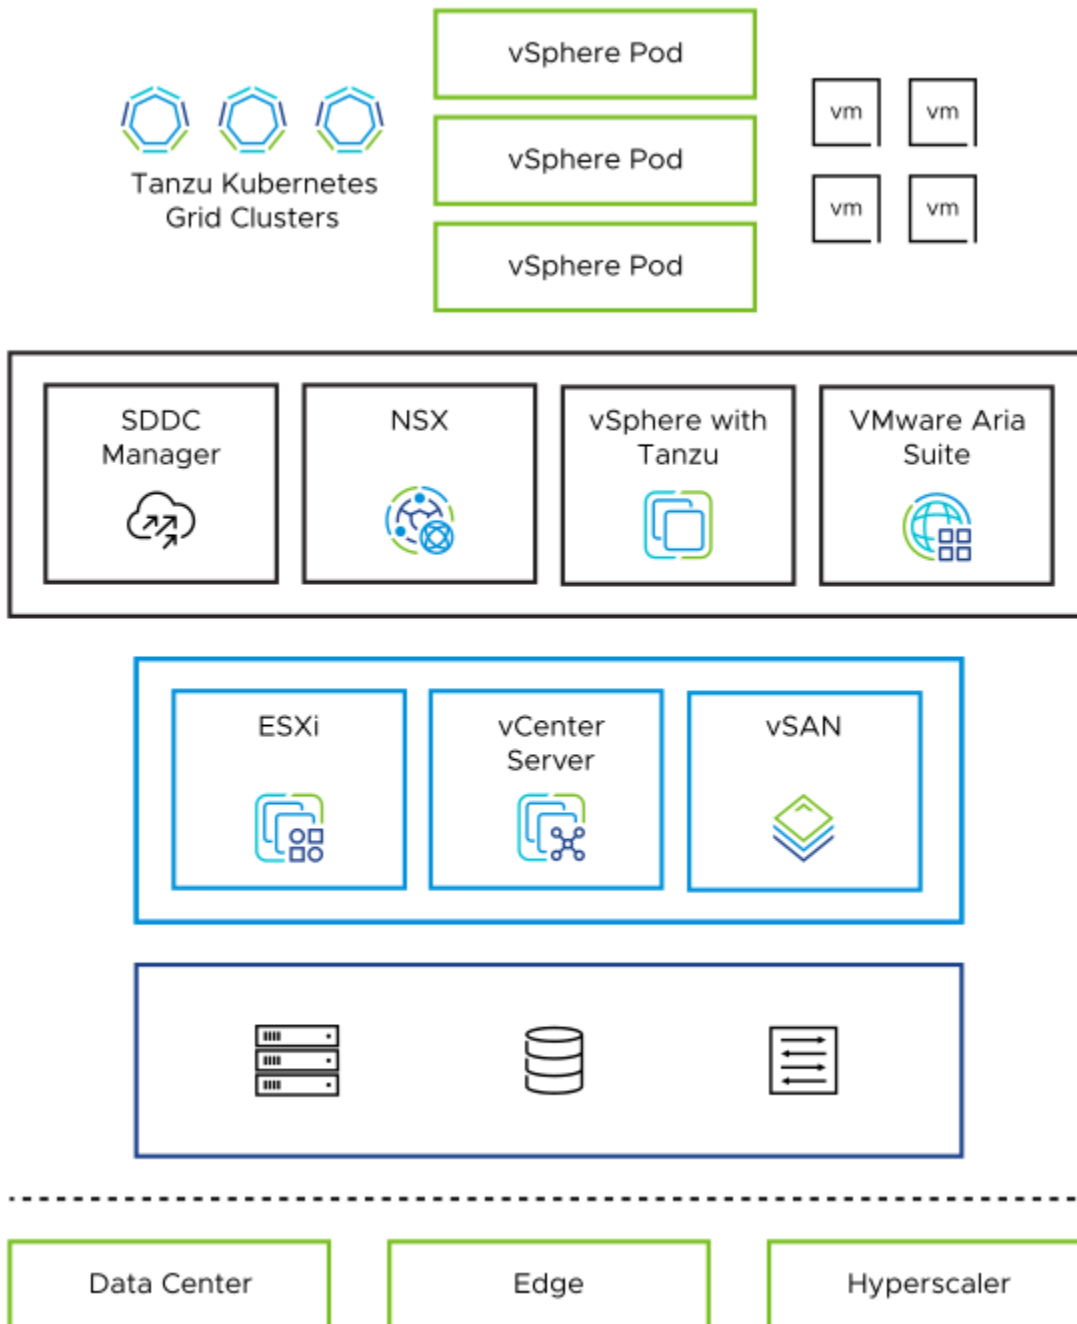 vSphere Pod
vSphere Pod
vSphere Pod
Tanzu Kubernetes
Grid Clusters
vm
vm
vm
vm
SDDC
Manager
NSX
vSphere with
Tanzu
VMware Aria
Suite
ESXi
vCenter
Server
vSAN
Data Center
Edge
Hyperscaler